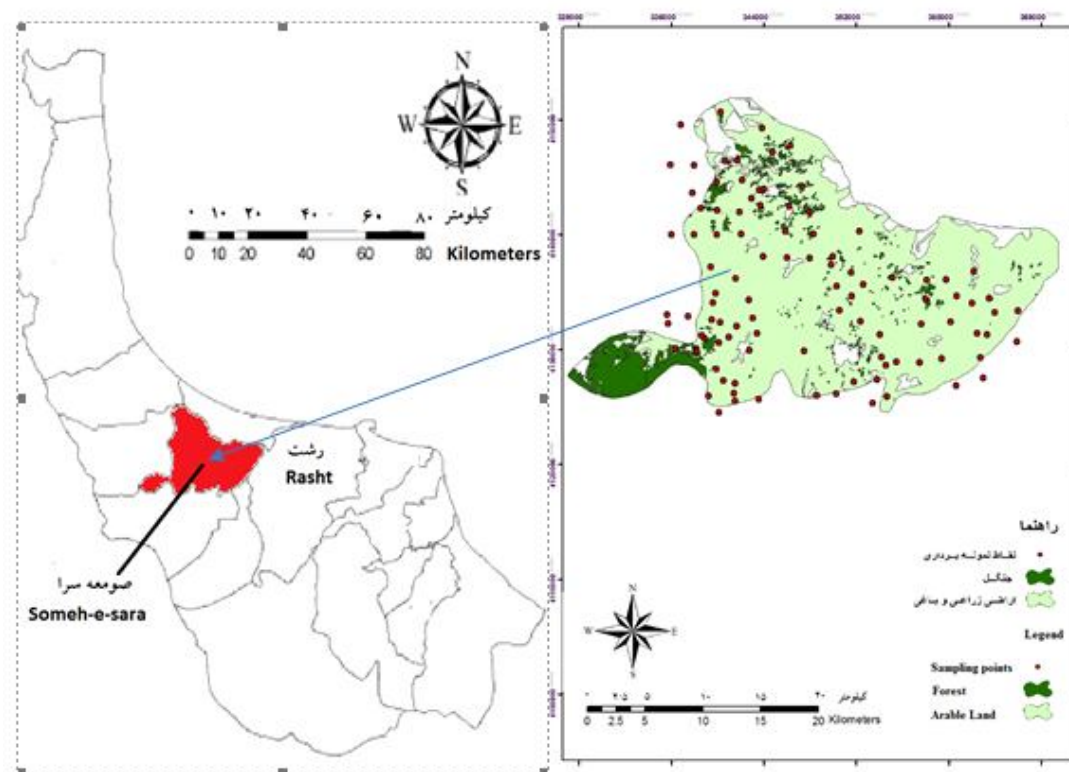 N
W E
S
۰ ۱۰ ۲۰ ۴۰ ۶۰ ۸۰ کیلومتر
0 10 20 40 60 80 Kilometers
رشت
Rasht
صومعه سرا
Someh-e-sara
راهنما
نقاط نمونه برداری
جنگل
اراضی زراعی و باغی
Legend
Sampling points
Forest
Arable Land
N
W E
S
۰ ۲.۵ ۵ ۱۰ ۱۵ ۲۰ کیلومتر
0 2.5 5 10 15 20 Kilometers